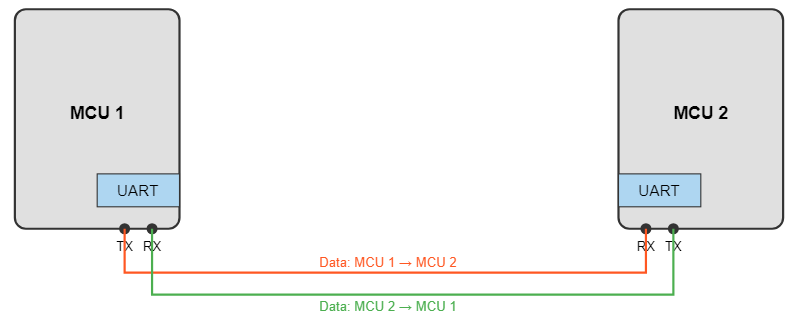 MCU 1
MCU 2
UART
UART
TX RX
RX TX
Data: MCU 1 → MCU 2
Data: MCU 2 → MCU 1